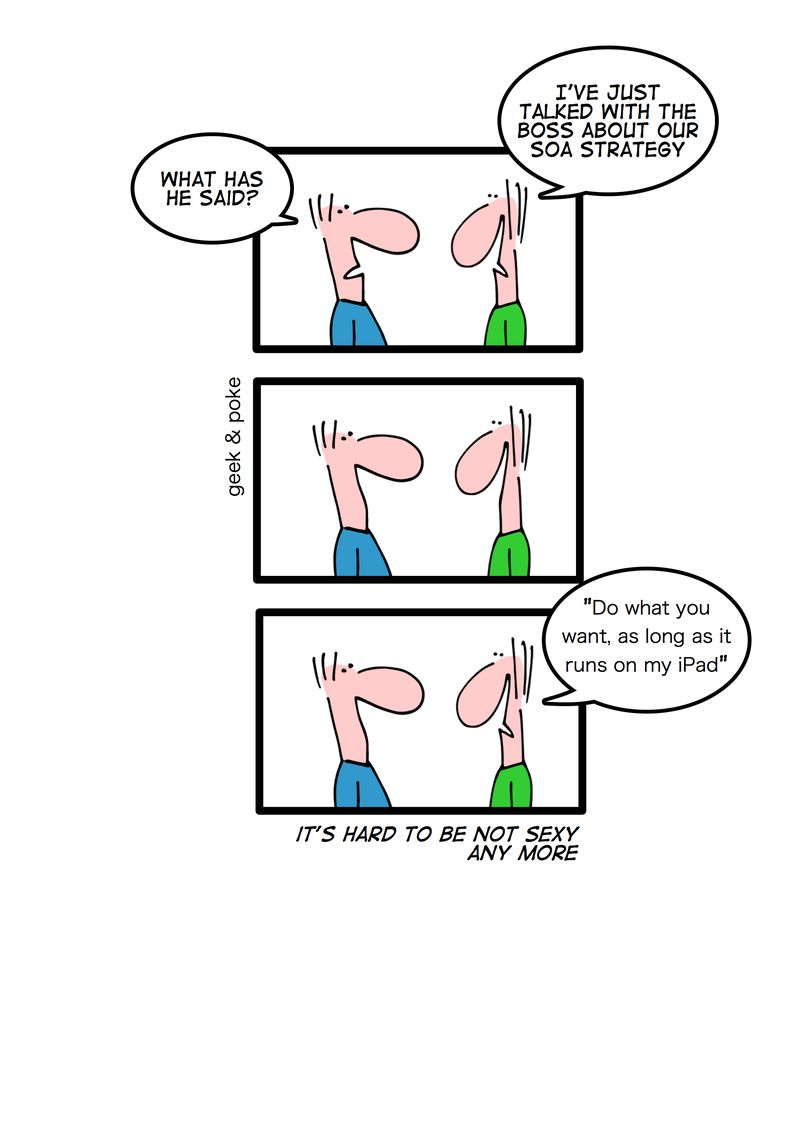 I'VE JUST
TALKED WITH THE
BOSS ABOUT OUR
SOA STRATEGY
WHAT HAS
HE SAID?
geek & poke
"Do what you
want, as long as it
runs on my iPad"
IT'S HARD TO BE NOT SEXY
ANY MORE